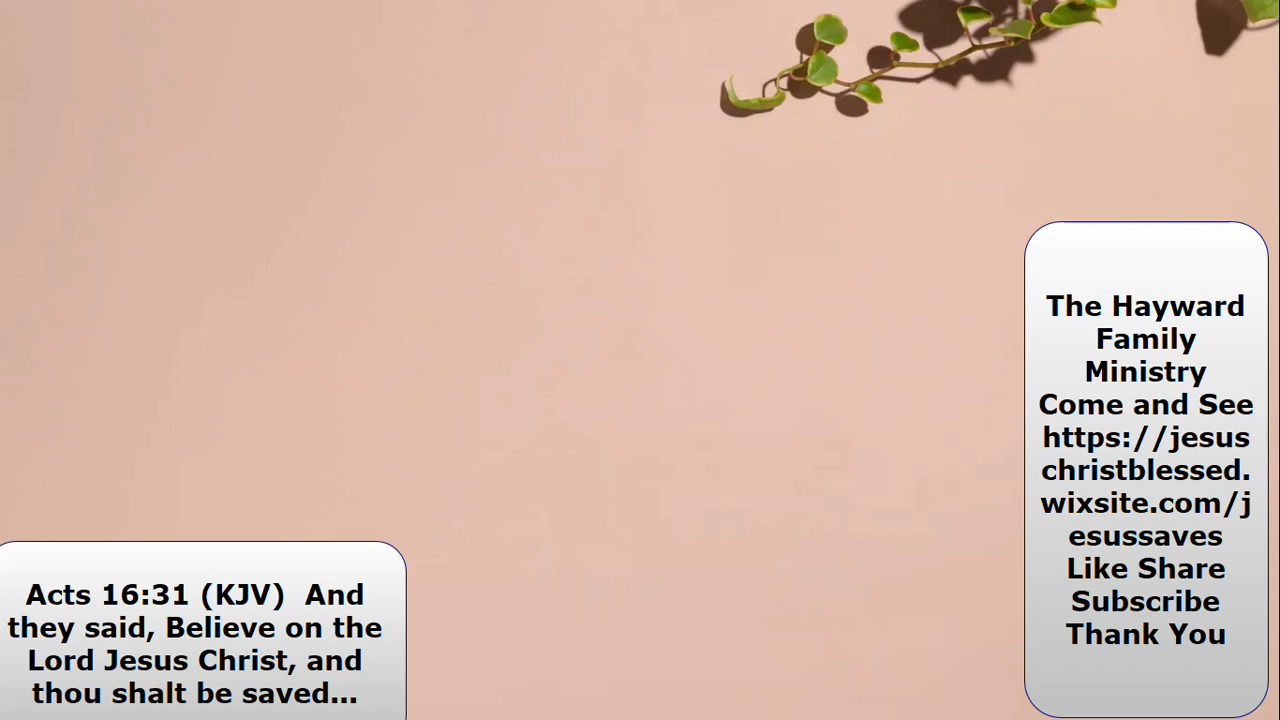 The Hayward
Family
Ministry
Come and See
https://jesus
christblessed.
wixsite.com/j
esussaves
Like Share
Subscribe
Thank You
Acts 16:31 (KJV)  And
they said, Believe on the
Lord Jesus Christ, and
thou shalt be saved...